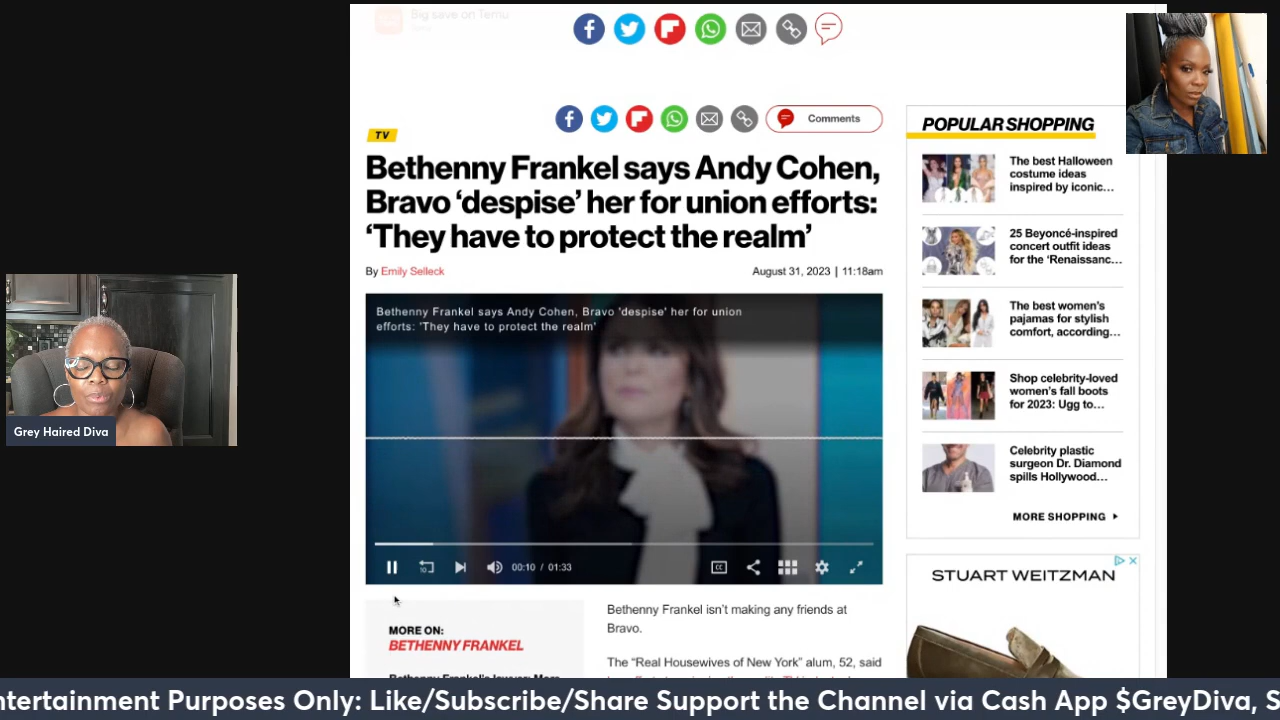 Big save on Temu
TV
Comments
Bethenny Frankel says Andy Cohen,
Bravo ‘despise’ her for union efforts:
‘They have to protect the realm’
By Emily Selleck
August 31, 2023 | 11:18am
Bethenny Frankel says Andy Cohen, Bravo 'despise' her for union
efforts: 'They have to protect the realm'
10
00:10 / 01:33
CC
MORE ON:
BETHENNY FRANKEL
Bethenny Frankel isn’t making any friends at
Bravo.
The “Real Housewives of New York” alum, 52, said
POPULAR SHOPPING
The best Halloween
costume ideas
inspired by iconic…
25 Beyoncé-inspired
concert outfit ideas
for the ‘Renaissanc…
The best women’s
pajamas for stylish
comfort, according…
Shop celebrity-loved
women’s fall boots
for 2023: Ugg to…
Celebrity plastic
surgeon Dr. Diamond
spills Hollywood…
MORE SHOPPING
STUART WEITZMAN
Grey Haired Diva
ntertainment Purposes Only: Like/Subscribe/Share Support the Channel via Cash App $GreyDiva, S